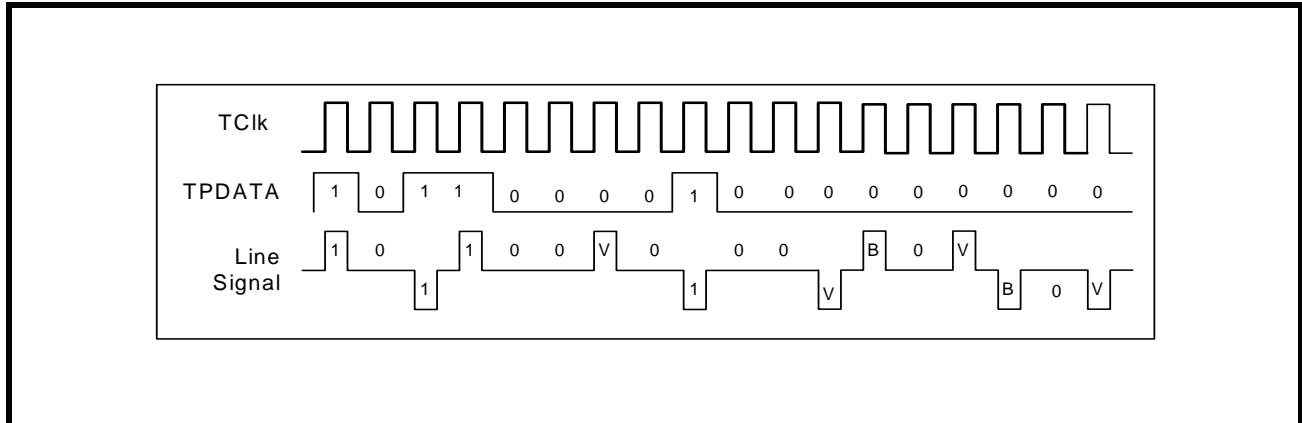 TClk
TPDATA 1 0 1 1 0 0 0 0 1 0 0 0 0 0 0 0 0 0
Line Signal 1 0 1 1 0 0 V 0 1 0 0 V B 0 V B 0 V